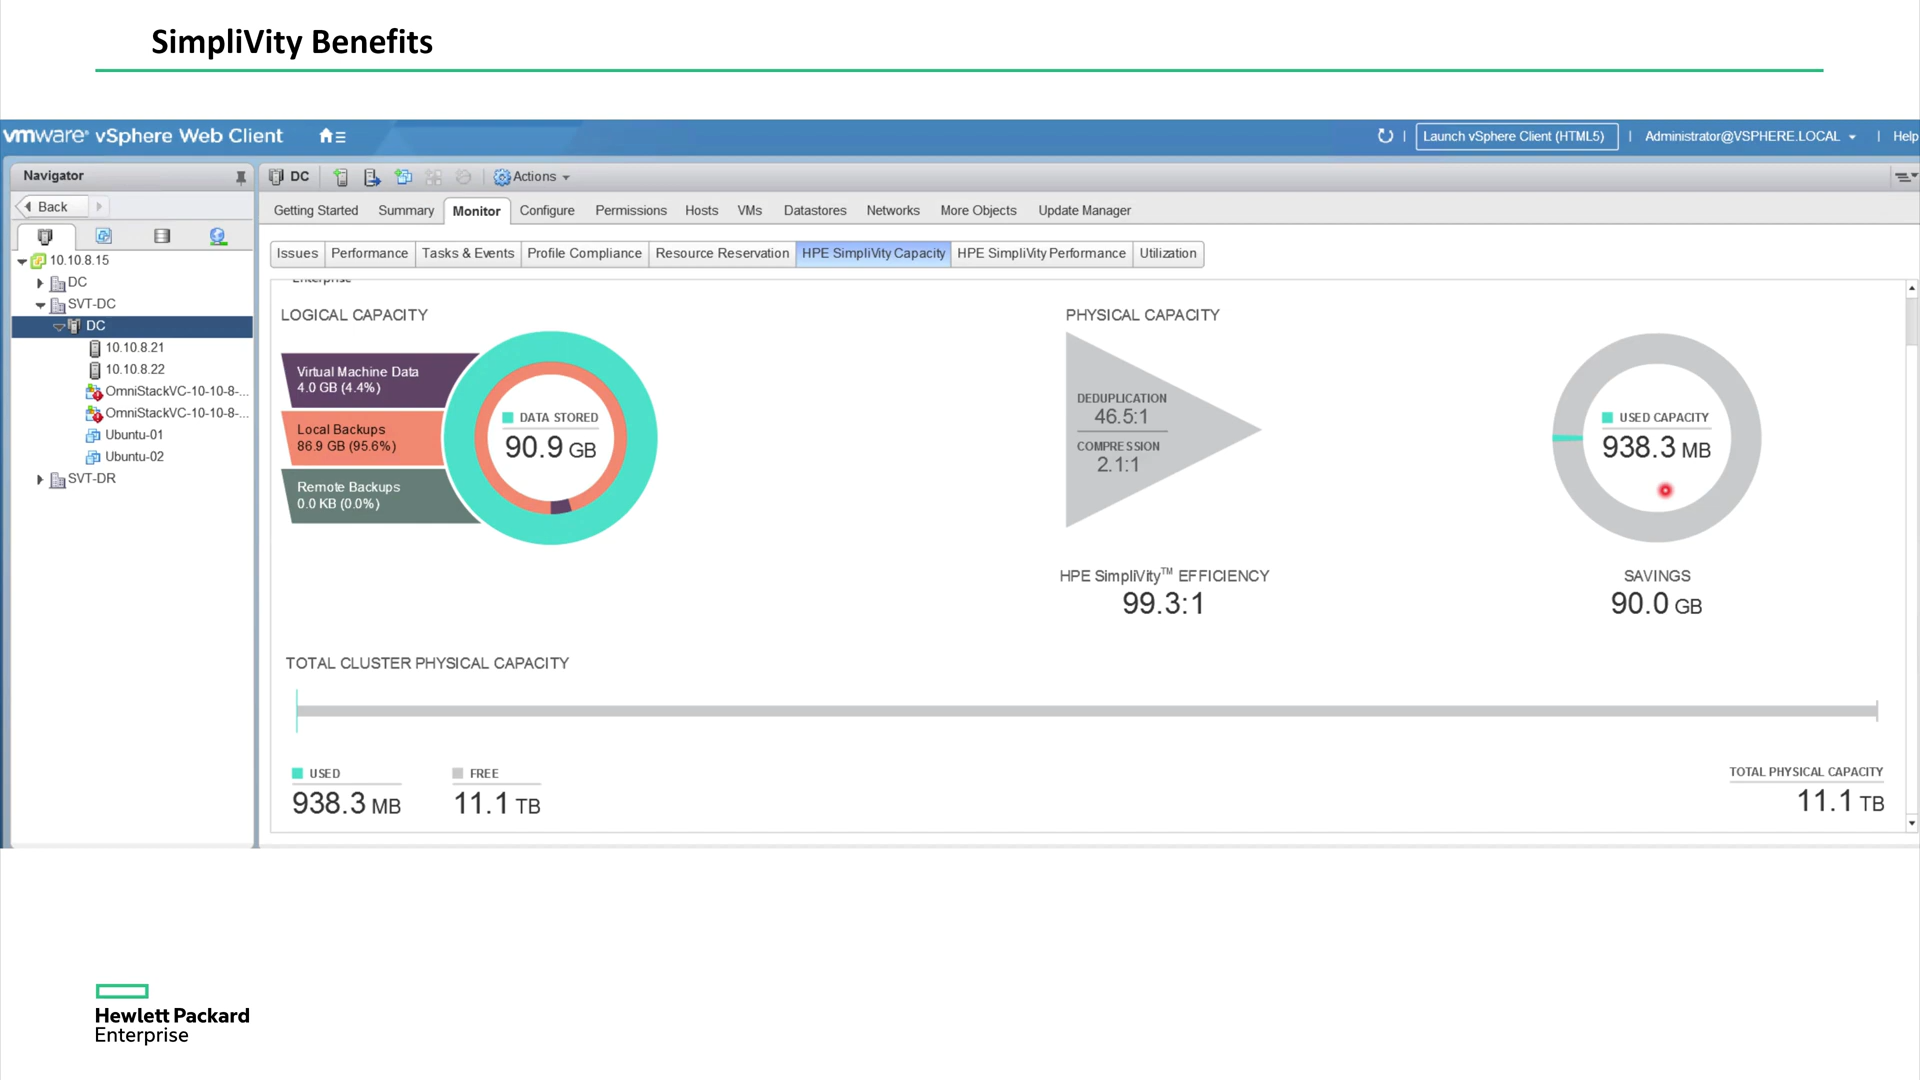 SimpliVity Benefits
vmware® vSphere Web Client
Launch vSphere Client (HTML5)
Administrator@VSPHERE.LOCAL
Help
Navigator
DC
Actions
Back
Getting Started
Summary
Monitor
Configure
Permissions
Hosts
VMs
Datastores
Networks
More Objects
Update Manager
Issues
Performance
Tasks & Events
Profile Compliance
Resource Reservation
HPE SimpliVity Capacity
HPE SimpliVity Performance
Utilization
10.10.8.15
DC
SVT-DC
DC
10.10.8.21
10.10.8.22
OmniStackVC-10-10-8-...
OmniStackVC-10-10-8-...
Ubuntu-01
Ubuntu-02
SVT-DR
Enterprise
LOGICAL CAPACITY
Virtual Machine Data
4.0 GB (4.4%)
Local Backups
86.9 GB (95.6%)
Remote Backups
0.0 KB (0.0%)
DATA STORED
90.9 GB
PHYSICAL CAPACITY
DEDUPLICATION
46.5:1
COMPRESSION
2.1:1
HPE SimpliVity™ EFFICIENCY
99.3:1
USED CAPACITY
938.3 MB
SAVINGS
90.0 GB
TOTAL CLUSTER PHYSICAL CAPACITY
USED
938.3 MB
FREE
11.1 TB
TOTAL PHYSICAL CAPACITY
11.1 TB
Hewlett Packard
Enterprise